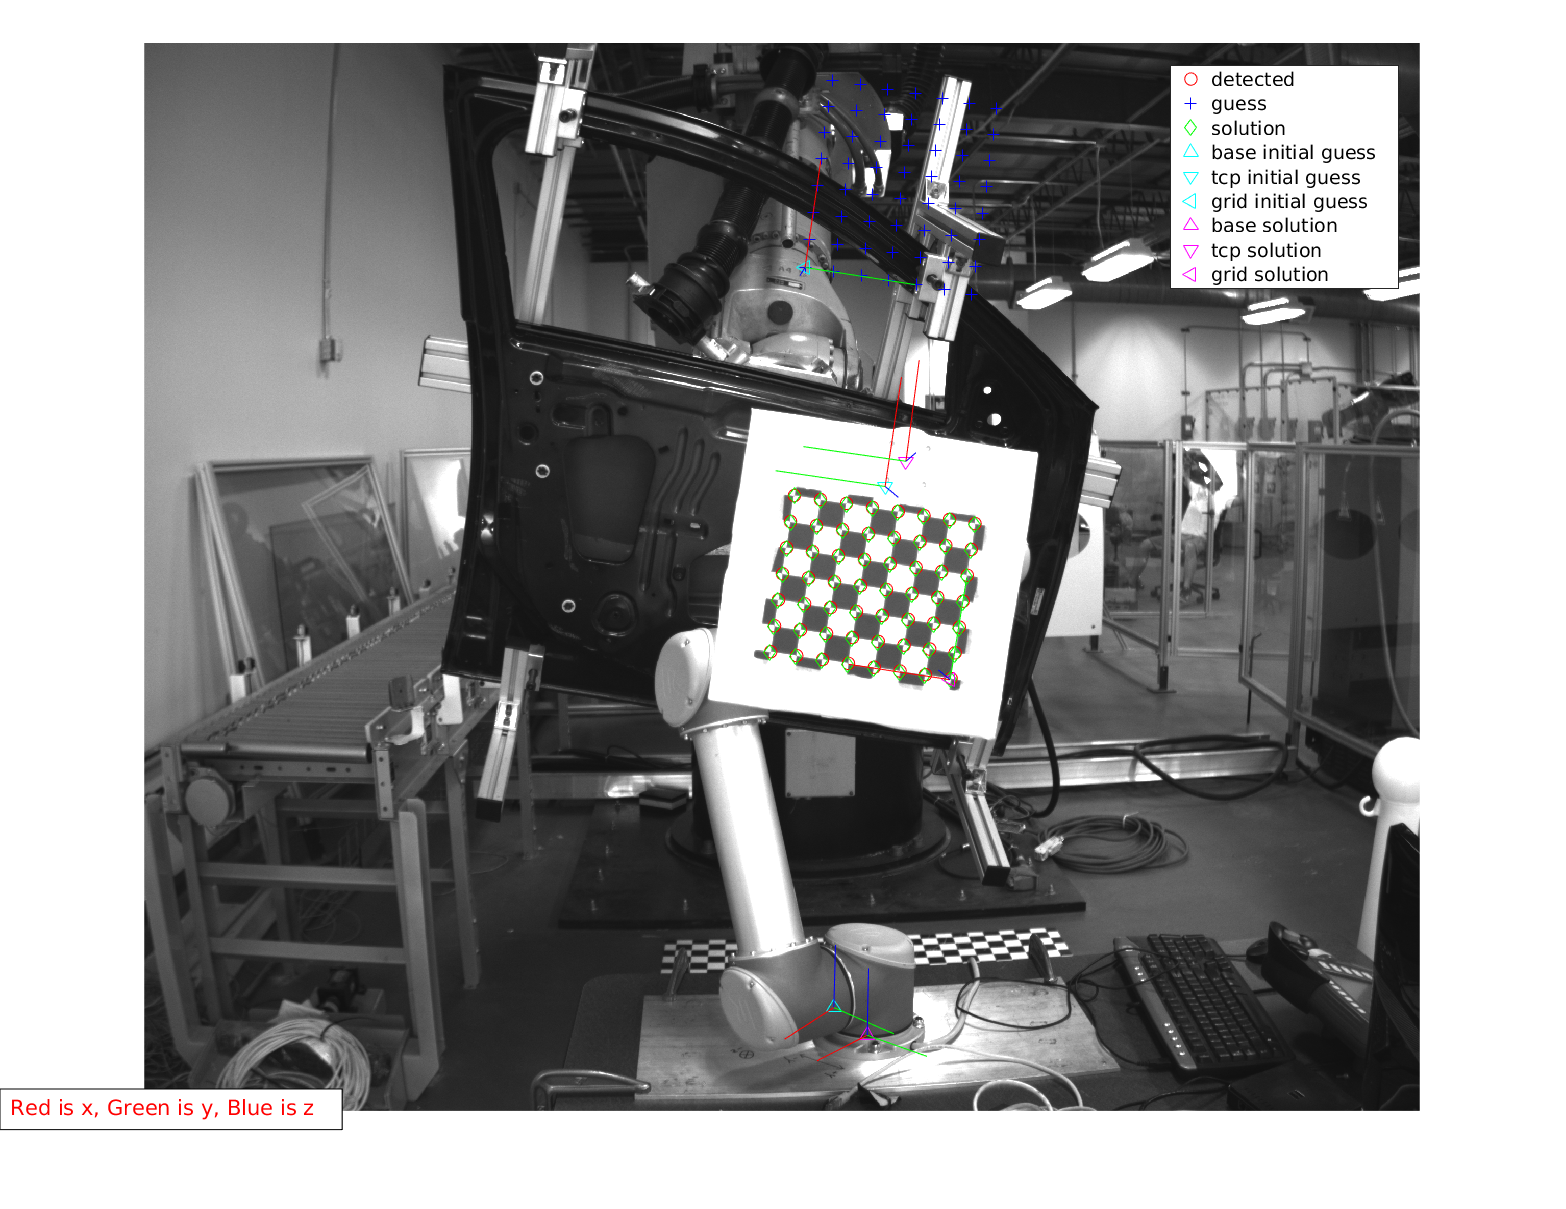 detected
guess
solution
base initial guess
tcp initial guess
grid initial guess
base solution
tcp solution
grid solution
Red is x, Green is y, Blue is z